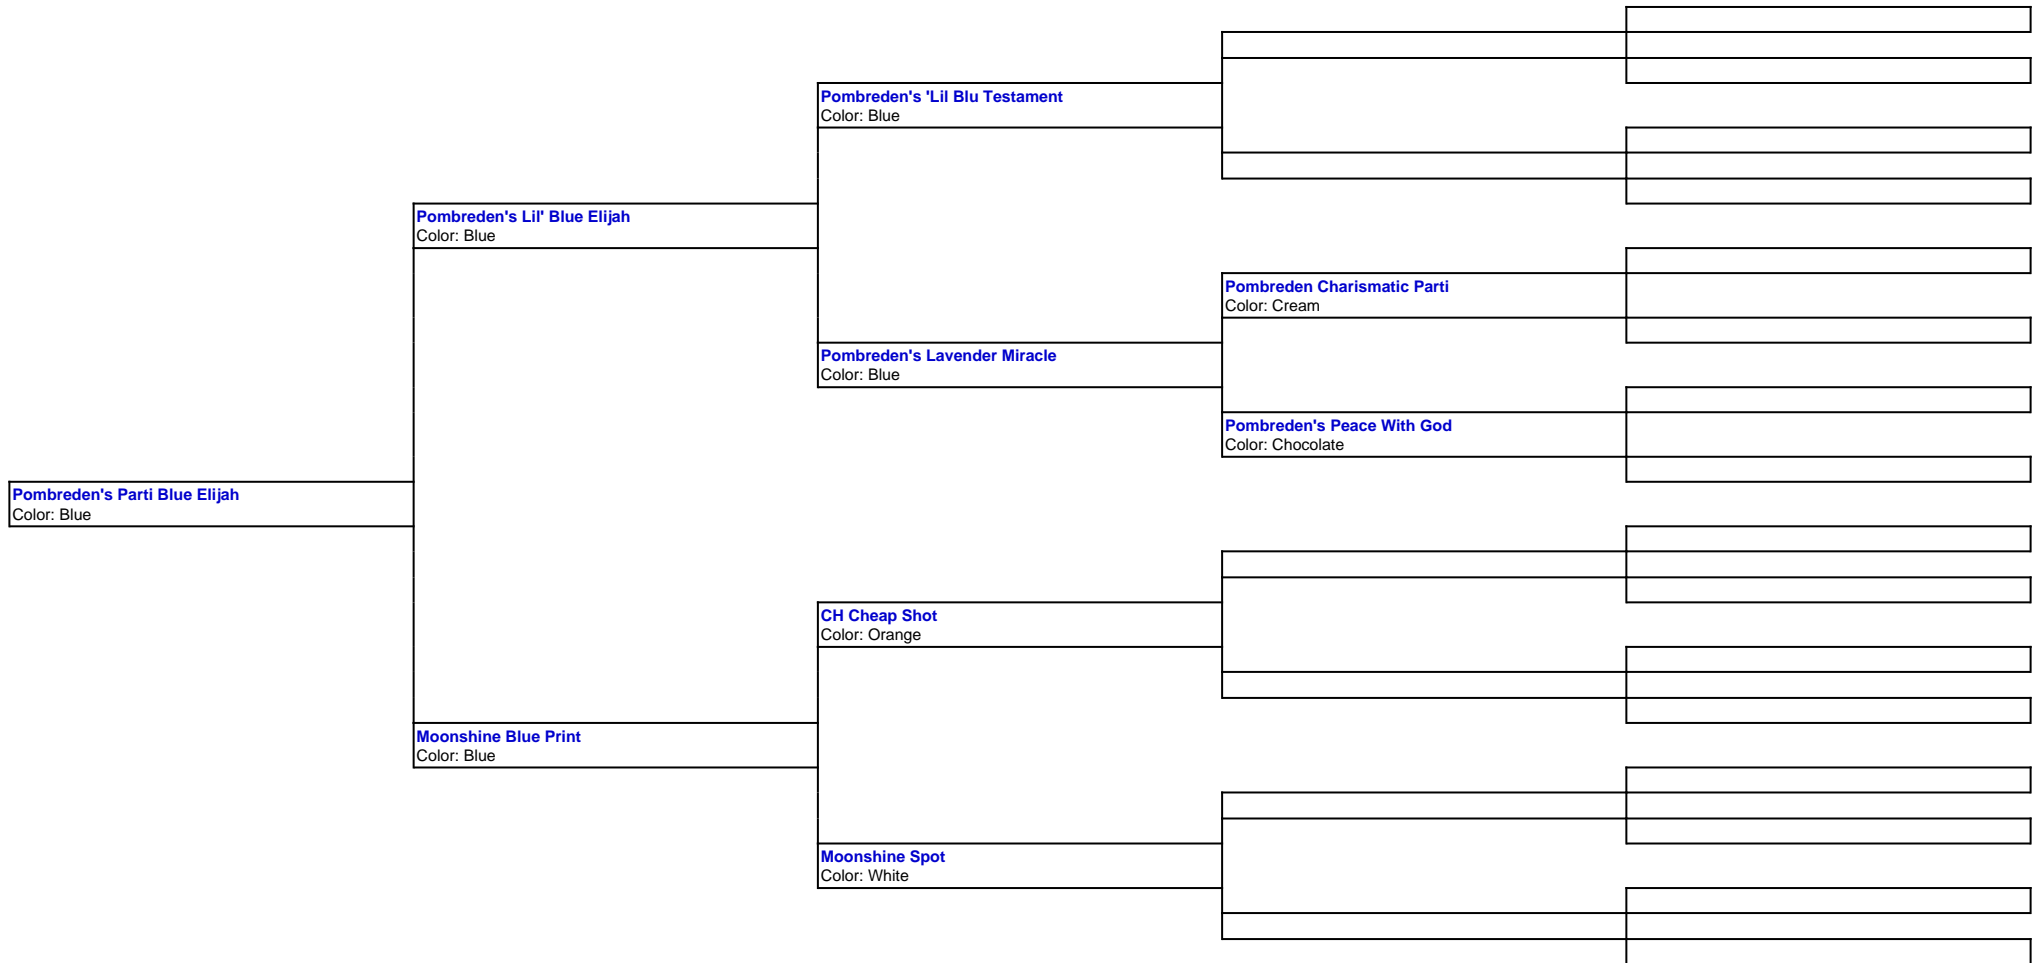 Pombreden's 'Lil Blu Testament
Color: Blue
Pombreden's Lil' Blue Elijah
Color: Blue
Pombreden Charismatic Parti
Color: Cream
Pombreden's Lavender Miracle
Color: Blue
Pombreden's Peace With God
Color: Chocolate
Pombreden's Parti Blue Elijah
Color: Blue
CH Cheap Shot
Color: Orange
Moonshine Blue Print
Color: Blue
Moonshine Spot
Color: White